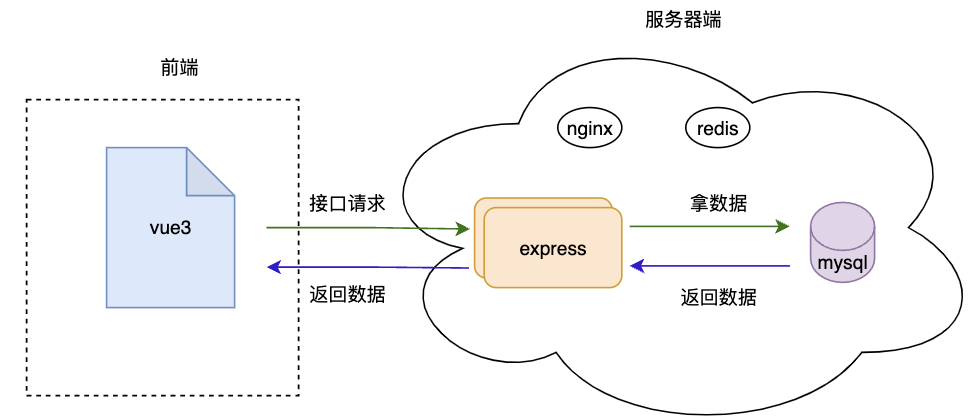 服务器端
前端
nginx
redis
vue3
接口请求
拿数据
express
mysql
返回数据
返回数据